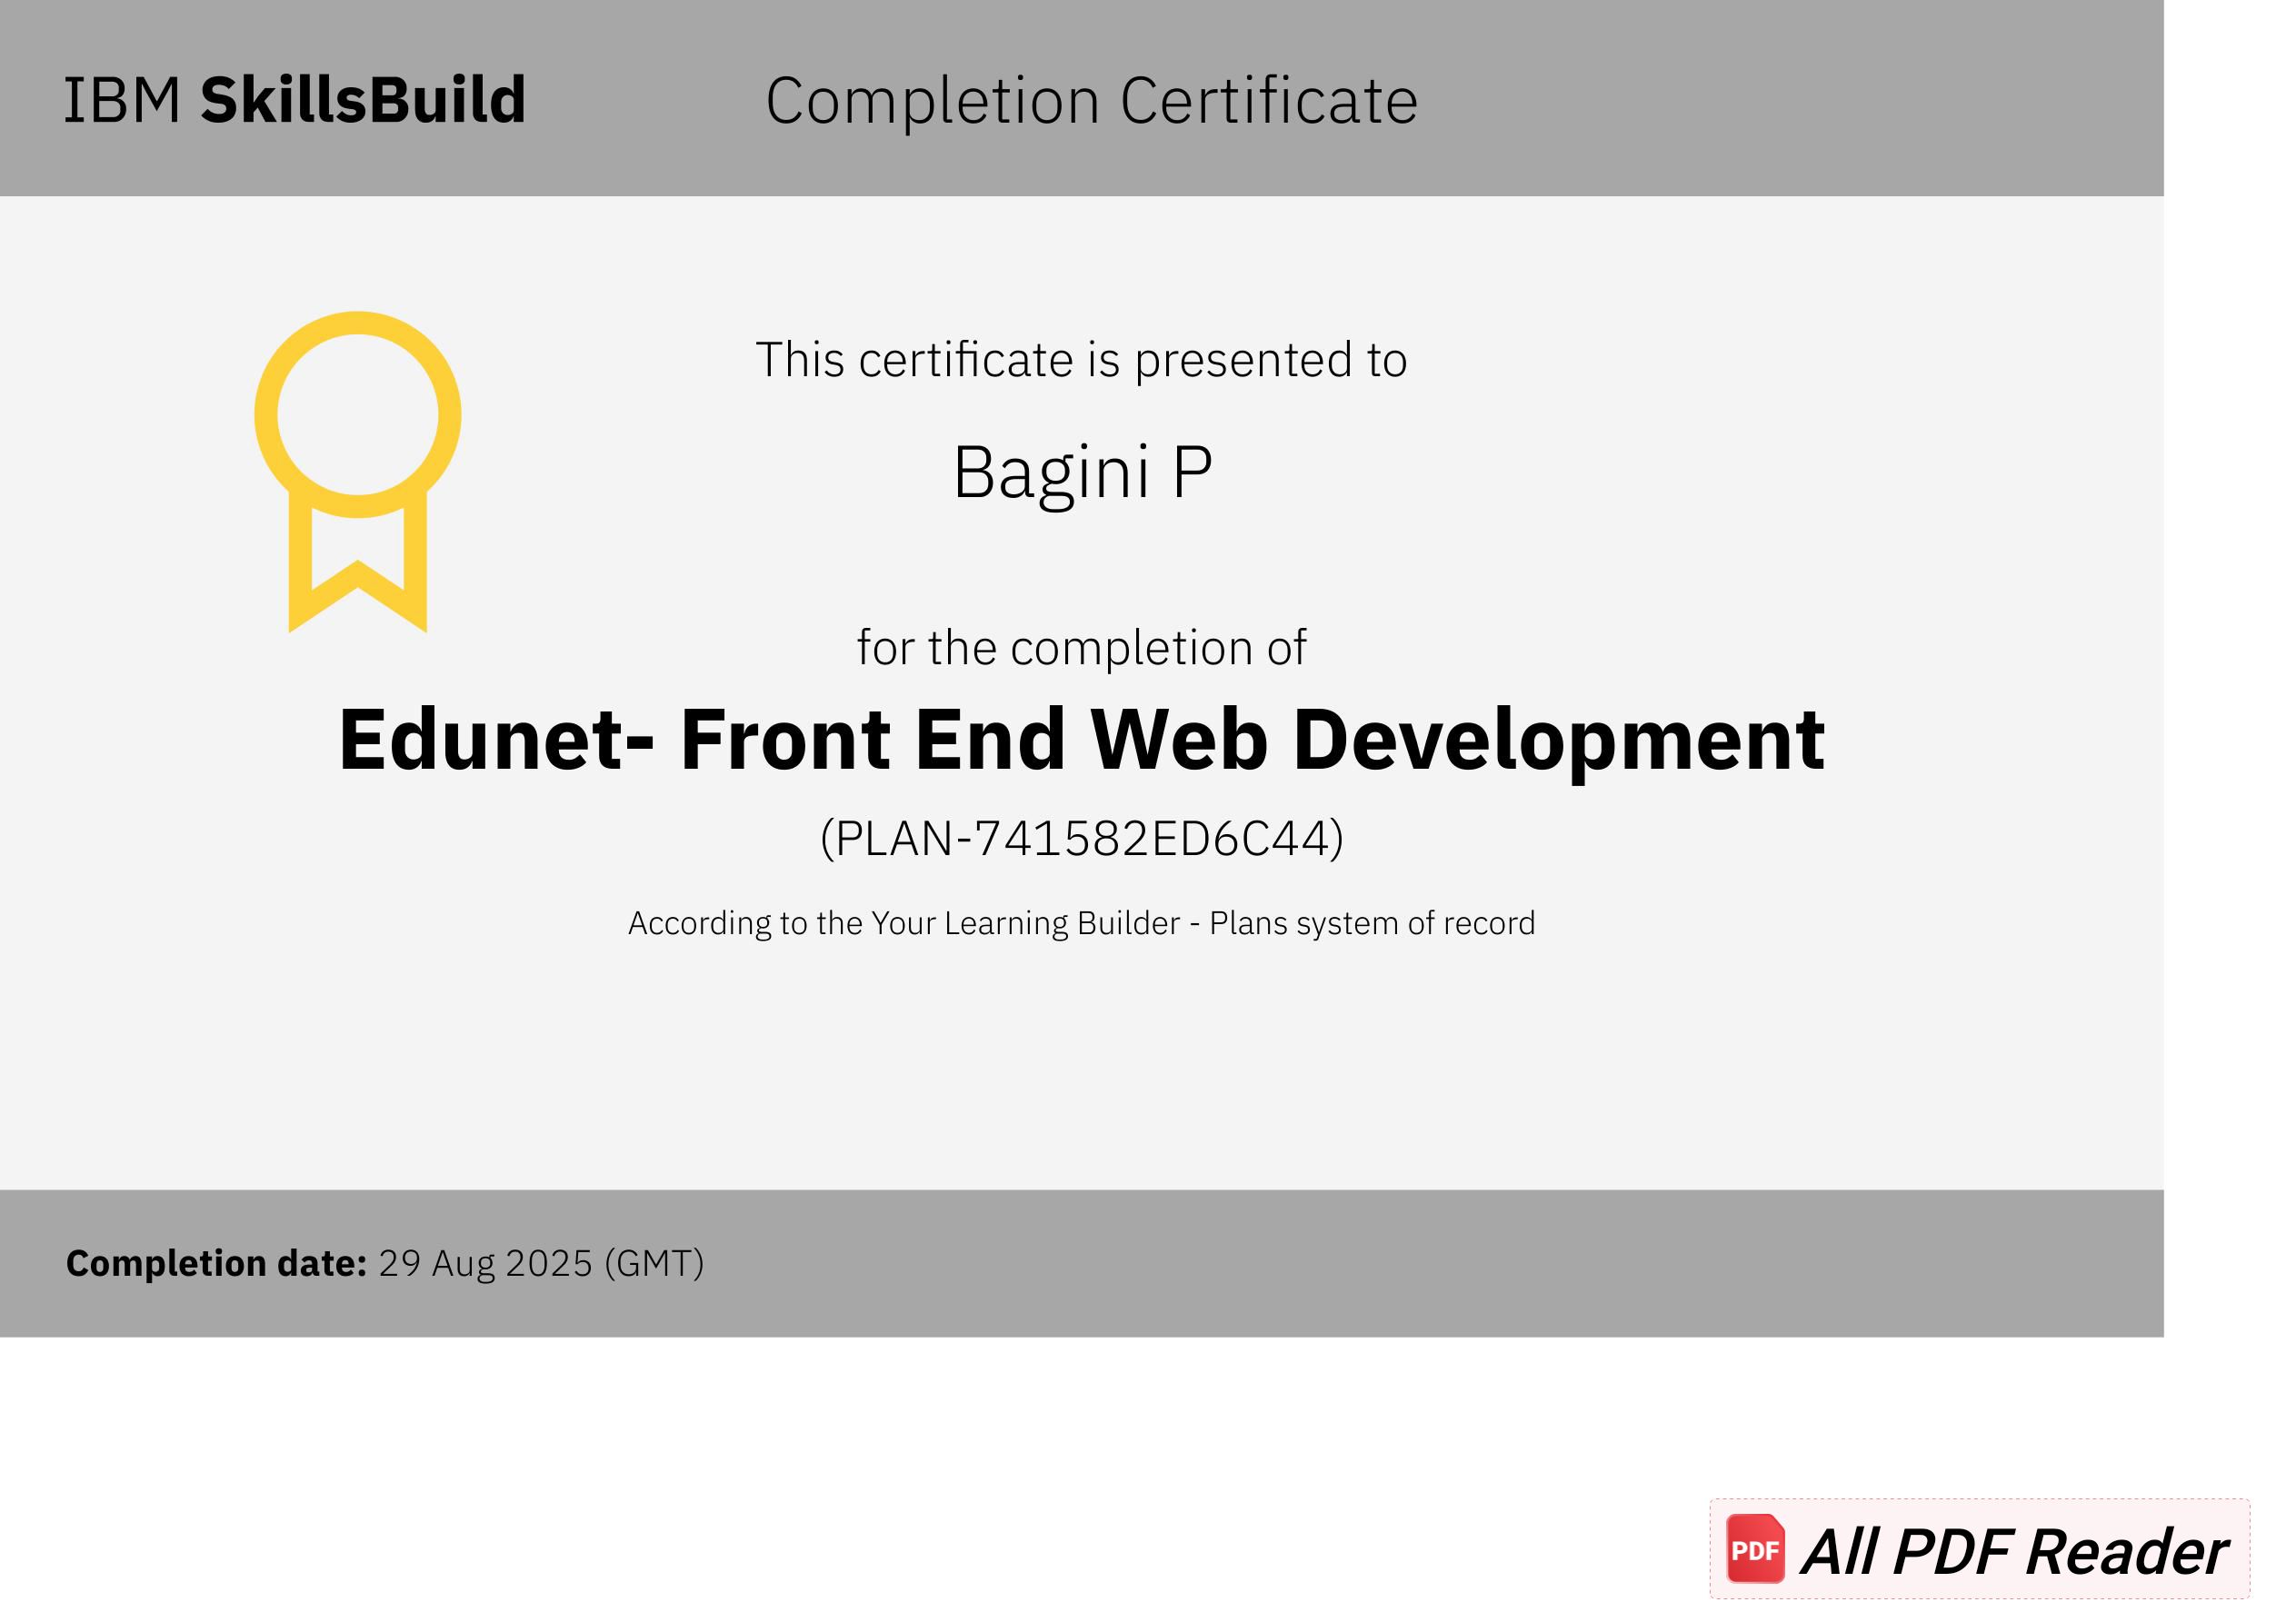 IBM SkillsBuild
Completion Certificate
This certificate is presented to
Bagini P
for the completion of
Edunet- Front End Web Development
(PLAN-741582ED6C44)
According to the Your Learning Builder - Plans system of record
Completion date: 29 Aug 2025 (GMT)
PDF All PDF Reader